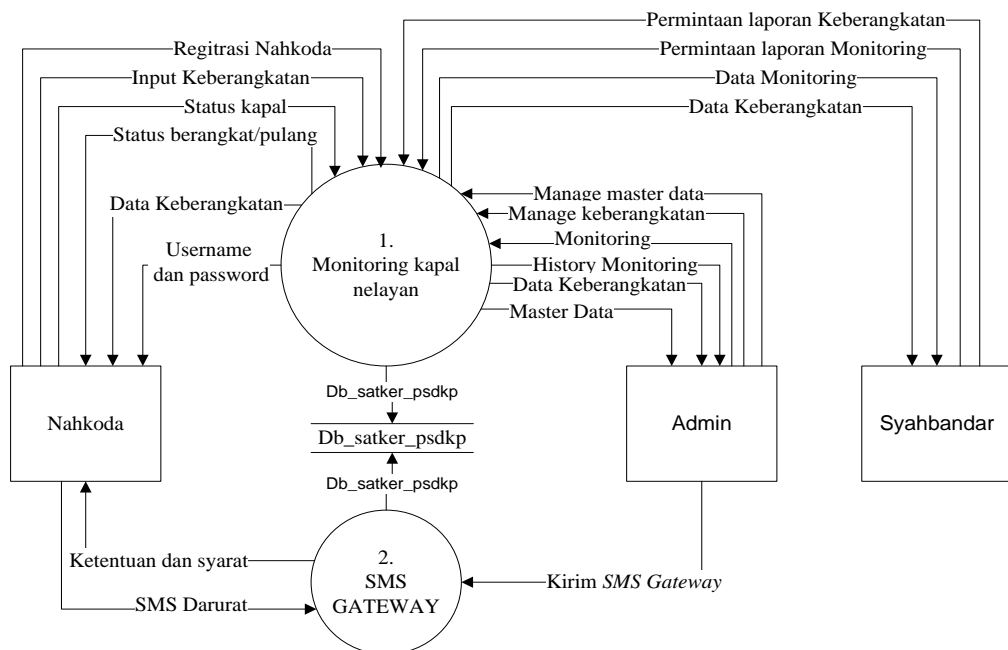 Permintaan laporan Keberangkatan
Regitrasi Nahkoda
Permintaan laporan Monitoring
Input Keberangkatan
Data Monitoring
Status kapal
Data Keberangkatan
Status berangkat/pulang
Manage master data
Data Keberangkatan
Manage keberangkatan
1.
Monitoring kapal
nelayan
Monitoring
Username
dan password
History Monitoring
Data Keberangkatan
Master Data
Db_satker_psdkp
Nahkoda
Db_satker_psdkp
Admin
Syahbandar
Db_satker_psdkp
Ketentuan dan syarat
2.
SMS
GATEWAY
Kirim SMS Gateway
SMS Darurat